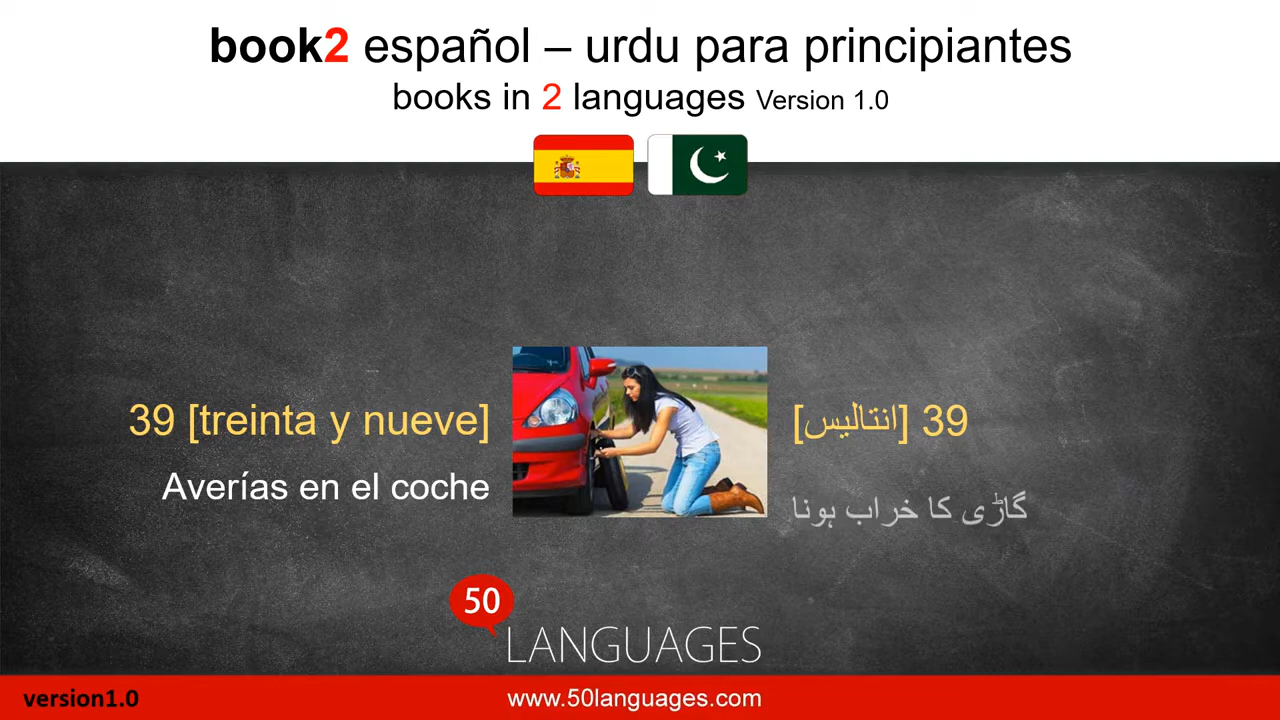 book2 español – urdu para principiantes
books in 2 languages Version 1.0
39 [treinta y nueve]
Averías en el coche
39 [انتالیس]
گاڑی کا خراب ہونا
50
LANGUAGES
version1.0
www.50languages.com